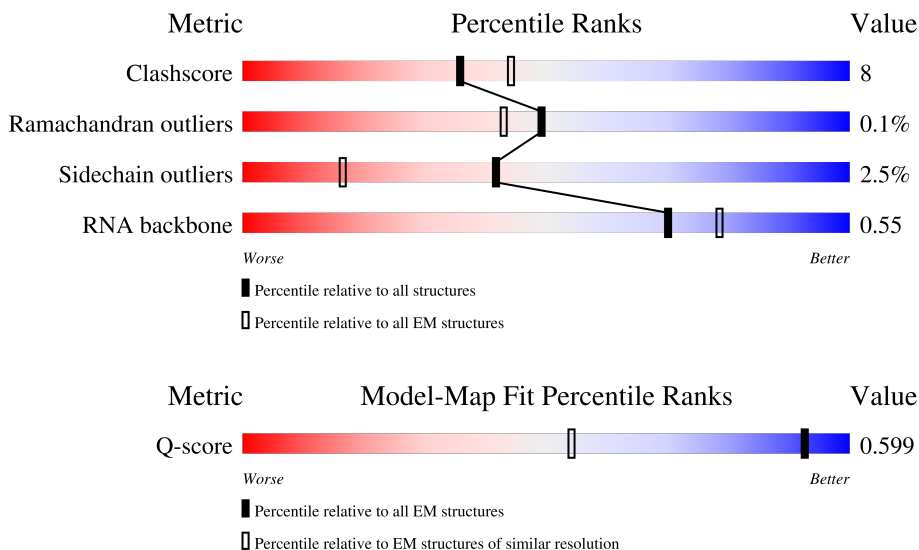 Metric Percentile Ranks Value
Clashscore 8
Ramachandran outliers 0.1%
Sidechain outliers 2.5%
RNA backbone 0.55
Worse Better
Percentile relative to all structures
Percentile relative to all EM structures
Metric Model-Map Fit Percentile Ranks Value
Q-score 0.599
Worse Better
Percentile relative to all EM structures
Percentile relative to EM structures of similar resolution